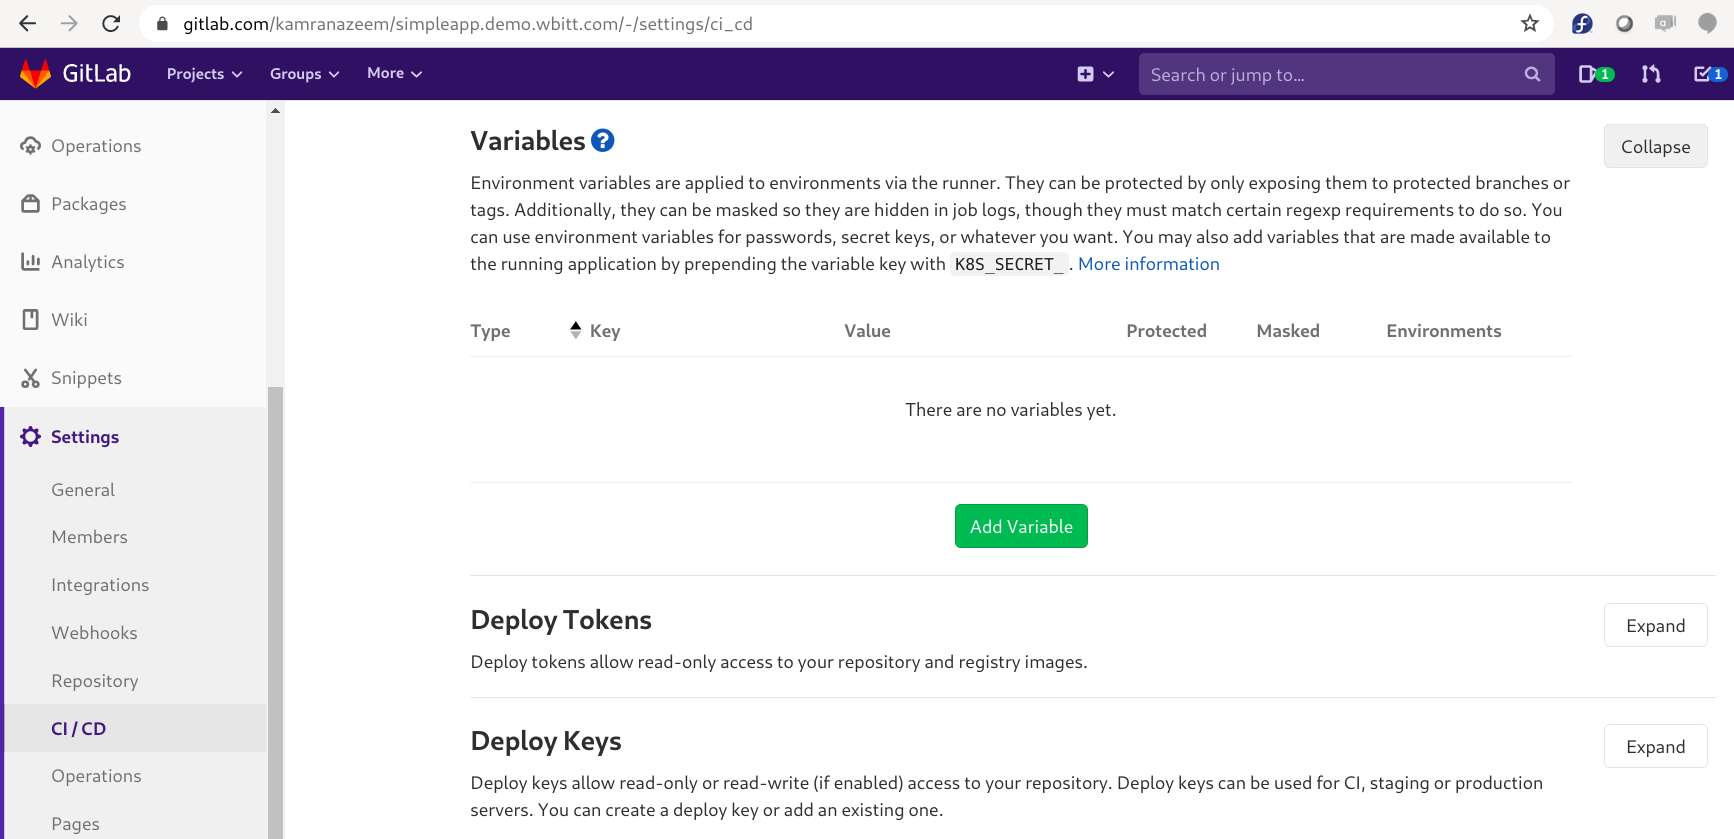 gitlab.com/kamranazeem/simpleapp.demo.wbitt.com/-/settings/ci_cd
GitLab
Projects
Groups
More
Search or jump to...
1
1
Operations
Packages
Analytics
Wiki
Snippets
Settings
General
Members
Integrations
Webhooks
Repository
CI / CD
Operations
Pages
Variables ?
Collapse
Environment variables are applied to environments via the runner. They can be protected by only exposing them to protected branches or
tags. Additionally, they can be masked so they are hidden in job logs, though they must match certain regexp requirements to do so. You
can use environment variables for passwords, secret keys, or whatever you want. You may also add variables that are made available to
the running application by prepending the variable key with K8S_SECRET_. More information
Type Key Value Protected Masked Environments
There are no variables yet.
Add Variable
Deploy Tokens
Expand
Deploy tokens allow read-only access to your repository and registry images.
Deploy Keys
Expand
Deploy keys allow read-only or read-write (if enabled) access to your repository. Deploy keys can be used for CI, staging or production
servers. You can create a deploy key or add an existing one.